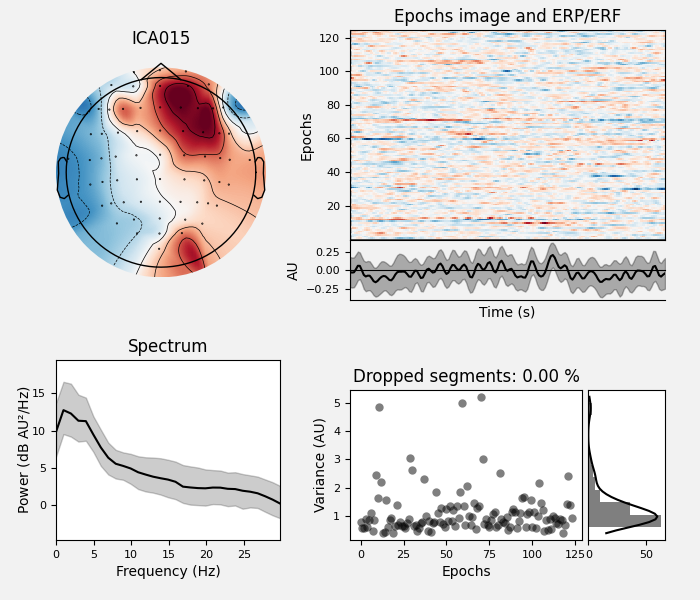 ICA015
Epochs image and ERP/ERF
Epochs
120
100
80
60
40
20
AU
0.25
0.00
−0.25
Time (s)
Spectrum
Power (dB AU²/Hz)
15
10
5
0
0 5 10 15 20 25
Frequency (Hz)
Dropped segments: 0.00 %
Variance (AU)
5
4
3
2
1
0 25 50 75 100 125
Epochs
0 50